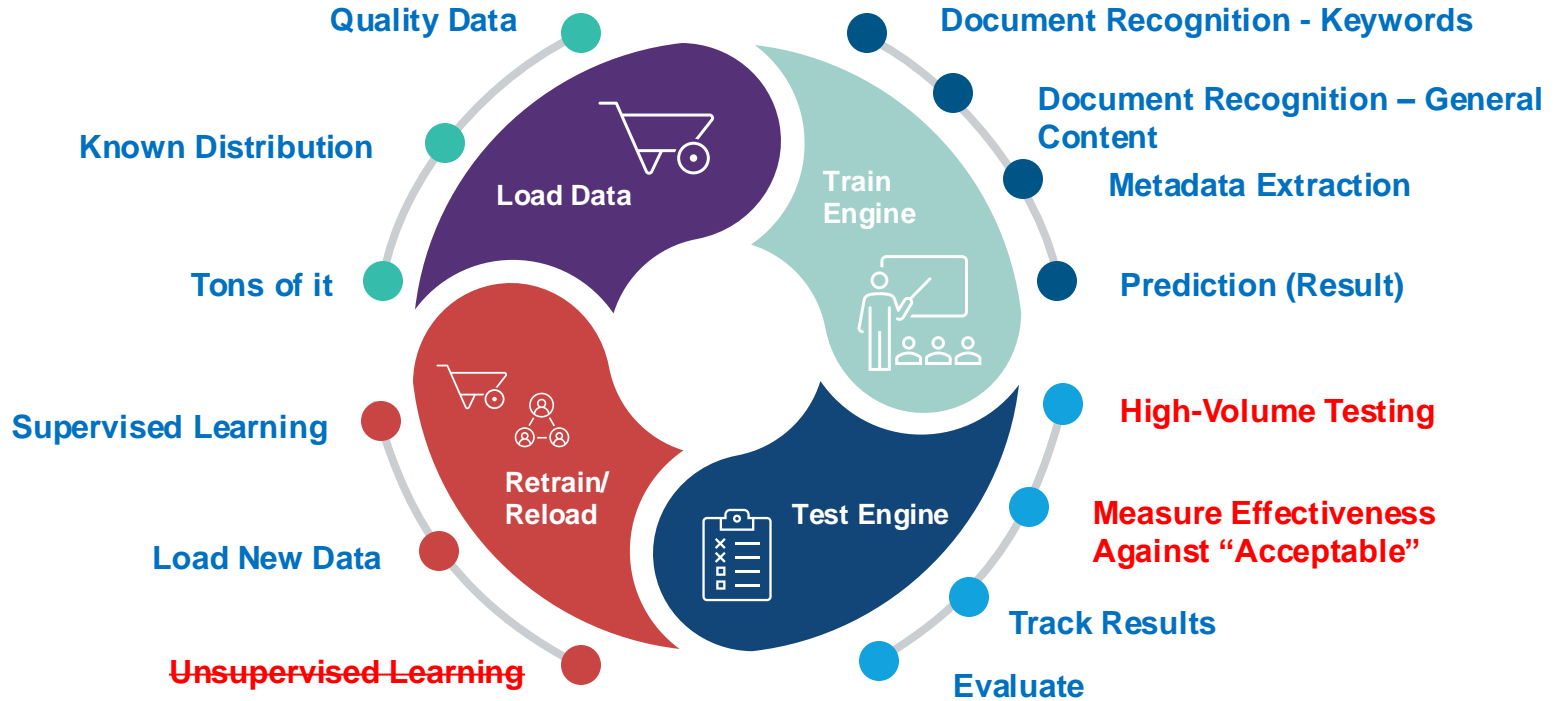 Quality Data
Known Distribution
Tons of it
Load Data
Document Recognition - Keywords
Document Recognition – General
Content
Metadata Extraction
Prediction (Result)
Train
Engine
High-Volume Testing
Measure Effectiveness
Against “Acceptable”
Track Results
Evaluate
Test Engine
Supervised Learning
Load New Data
Unsupervised Learning
Retrain/
Reload